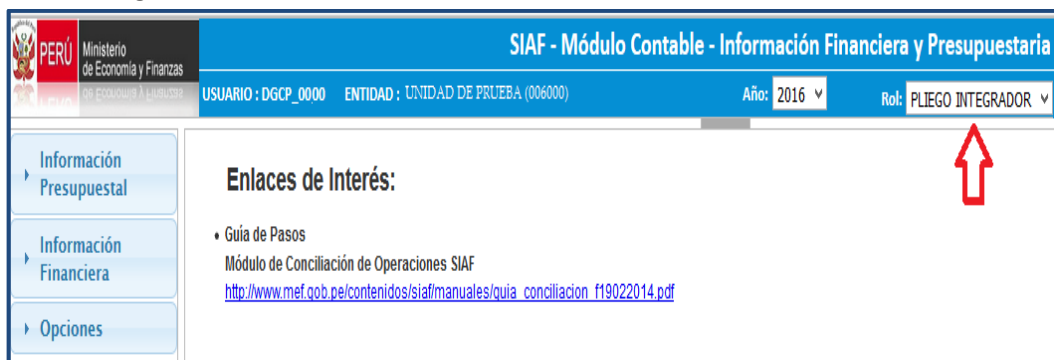 PERÚ
Ministerio
de Economía y Finanzas
SIAF - Módulo Contable - Información Financiera y Presupuestaria
USUARIO : DGCP_0000 ENTIDAD : UNIDAD DE PRUEBA (006000) Año: 2016 Rol: PLIEGO INTEGRADOR
Información
Presupuestal
Información
Financiera
Opciones
Enlaces de Interés:
• Guía de Pasos
Módulo de Conciliación de Operaciones SIAF
http://www.mef.gob.pe/contenidos/siaf/manuales/guia_conciliacion_f19022014.pdf